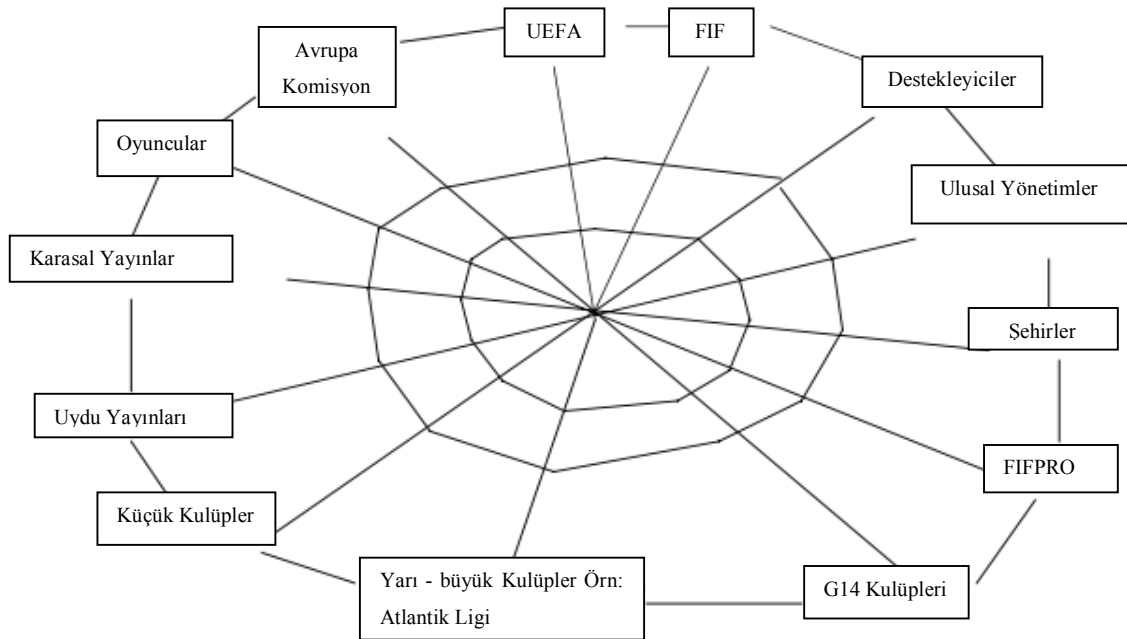 UEFA
FIF
Avrupa
Komisyon
Destekleyiciler
Oyuncular
Ulusal Yönetimler
Karasal Yayınlar
Şehirler
Uydu Yayınları
FIFPRO
Küçük Kulüpler
Yarı - büyük Kulüpler Örn:
Atlantik Ligi
G14 Kulüpleri